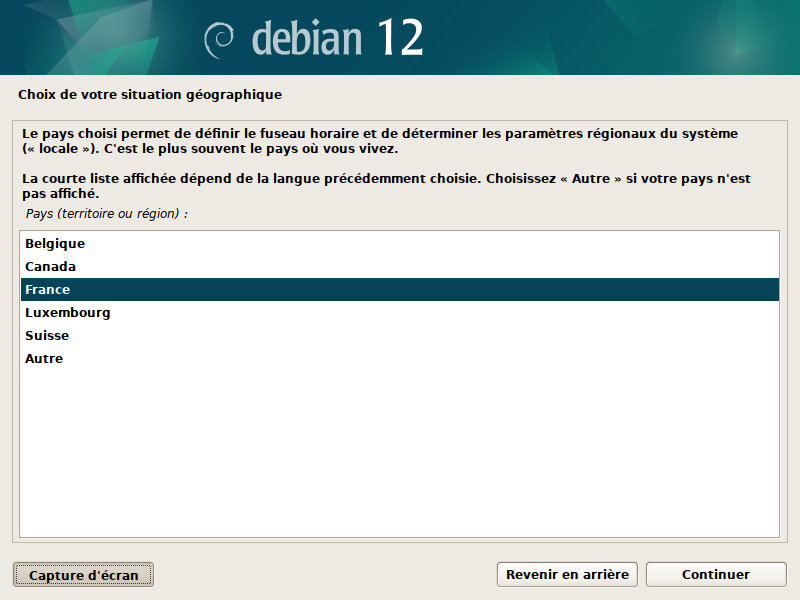 debian 12
Choix de votre situation géographique
Le pays choisi permet de définir le fuseau horaire et de déterminer les paramètres régionaux du système
(« locale »). C'est le plus souvent le pays où vous vivez.
La courte liste affichée dépend de la langue précédemment choisie. Choisissez « Autre » si votre pays n'est
pas affiché.
Pays (territoire ou région) :
Belgique
Canada
France
Luxembourg
Suisse
Autre
Capture d'écran
Revenir en arrière
Continuer